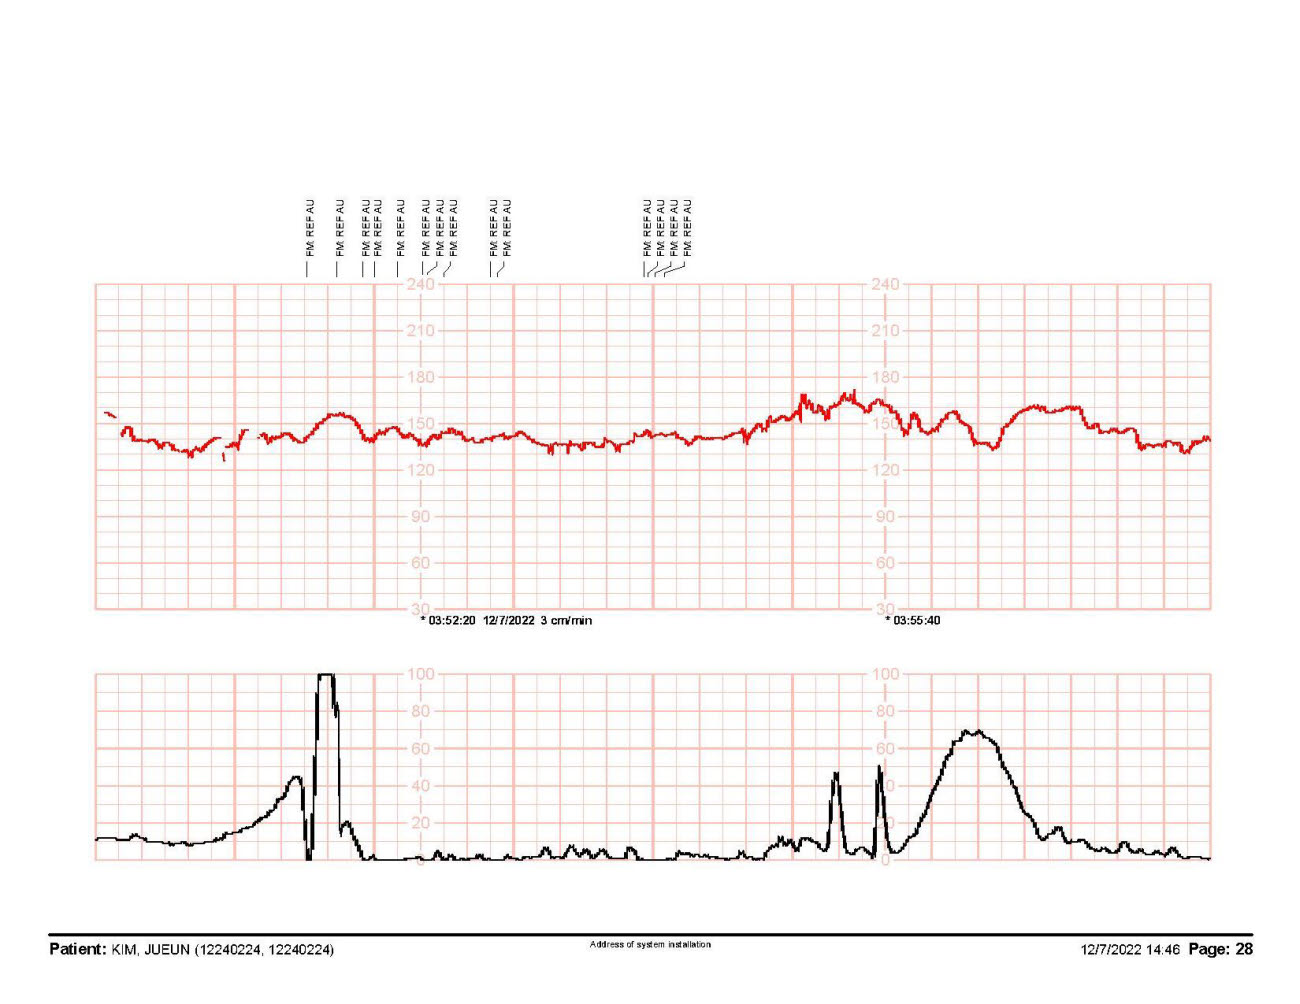 FM: REF AU
FM: REF AU
FM: REF AU
FM: REF AU
FM: REF AU
FM: REF AU
FM: REF AU
FM: REF AU
FM: REF AU
FM: REF AU
FM: REF AU
FM: REF AU
FM: REF AU
FM: REF AU
240 240
210 210
180 180
150 150
120 120
90 90
60 60
30 30
* 03:52:20 12/7/2022 3 cm/min * 03:55:40
100 100
80 80
60 60
40 0
20 0
0 0
Patient: KIM, JUEUN (12240224, 12240224) Address of system installation 12/7/2022 14:46 Page: 28